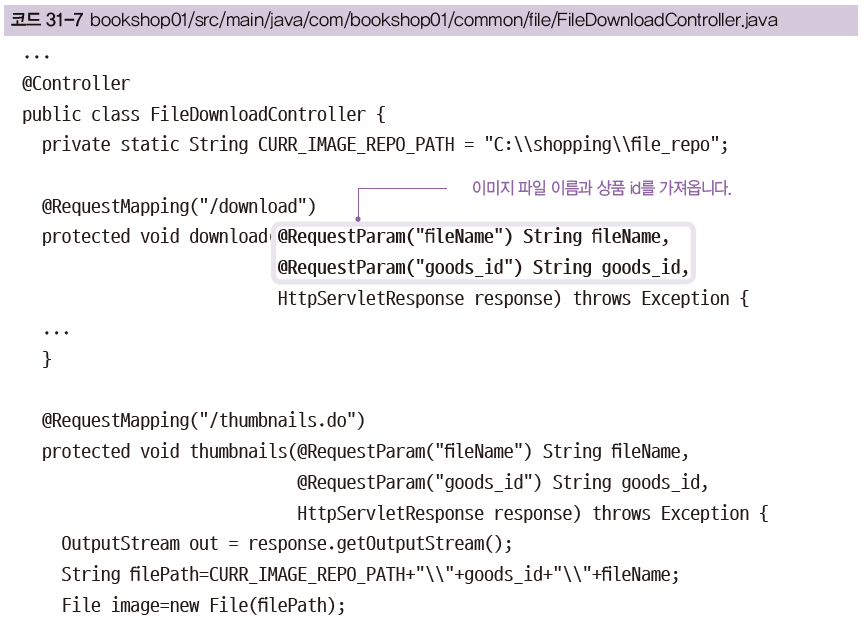 코드 31-7 bookshop01/src/main/java/com/bookshop01/common/file/FileDownloadController.java
...
@Controller
public class FileDownloadController {
private static String CURR_IMAGE_REPO_PATH = "C:\\shopping\\file_repo";
이미지 파일 이름과 상품 id를 가져옵니다.
@RequestMapping("/download")
protected void download(@RequestParam("fileName") String fileName,
@RequestParam("goods_id") String goods_id,
HttpServletResponse response) throws Exception {
...
}
@RequestMapping("/thumbnails.do")
protected void thumbnails(@RequestParam("fileName") String fileName,
@RequestParam("goods_id") String goods_id,
HttpServletResponse response) throws Exception {
OutputStream out = response.getOutputStream();
String filePath=CURR_IMAGE_REPO_PATH+"\\"+goods_id+"\\"+fileName;
File image=new File(filePath);